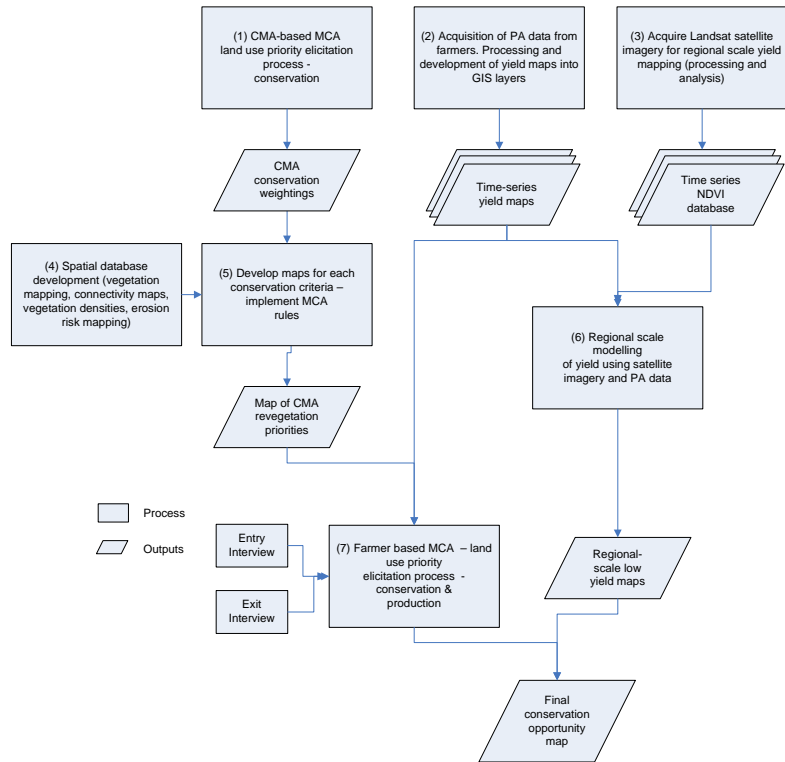 (1) CMA-based MCA
land use priority elicitation
process -
conservation
(2) Acquisition of PA data from
farmers. Processing and
development of yield maps into
GIS layers
(3) Acquire Landsat satellite
imagery for regional scale yield
mapping (processing and
analysis)
CMA
conservation
weightings
Time-series
yield maps
Time series
NDVI
database
(4) Spatial database
development (vegetation
mapping, connectivity maps,
vegetation densities, erosion
risk mapping)
(5) Develop maps for each
conservation criteria –
implement MCA
rules
(6) Regional scale
modelling
of yield using satellite
imagery and PA data
Map of CMA
revegetation
priorities
Process
Outputs
Entry
Interview
Exit
Interview
(7) Farmer based MCA – land
use priority
elicitation process -
conservation &
production
Regional-
scale low
yield maps
Final
conservation
opportunity
map